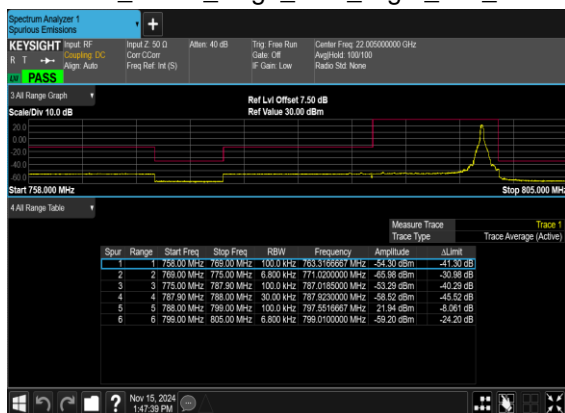 Spectrum Analyzer 1
Spurious Emissions
KEYSIGHT
R T
PASS
Input: RF
Coupling: DC
Align: Auto
Input Z: 50 Ω
Corr CCorr
Freq Ref: Int (S)
Atten: 40 dB
Trig: Free Run
Gate: Off
IF Gain: Low
Center Freq: 22.005000000 GHz
Avg|Hold: 100/100
Radio Std: None
3 All Range Graph
Scale/Div 10.0 dB
Ref Lvl Offset 7.50 dB
Ref Value 30.00 dBm
20.0
0.00
-20.0
-40.0
-60.0
Start 758.000 MHz
Stop 805.000 MHz
4 All Range Table
Measure Trace Trace 1
Trace Type Trace Average (Active)
Spur Range Start Freq Stop Freq RBW Frequency Amplitude ΔLimit
1 1 758.00 MHz 769.00 MHz 100.0 kHz 763.3166667 MHz -54.30 dBm -41.30 dB
2 2 769.00 MHz 775.00 MHz 6.800 kHz 771.0200000 MHz -65.98 dBm -30.98 dB
3 3 775.00 MHz 787.90 MHz 100.0 kHz 787.0185000 MHz -53.29 dBm -40.29 dB
4 4 787.90 MHz 788.00 MHz 30.00 kHz 787.9230000 MHz -58.52 dBm -45.52 dB
5 5 788.00 MHz 799.00 MHz 100.0 kHz 797.5516667 MHz 21.94 dBm -8.061 dB
6 6 799.00 MHz 805.00 MHz 6.800 kHz 799.0100000 MHz -59.20 dBm -24.20 dB
?
Nov 15, 2024
1:47:39 PM